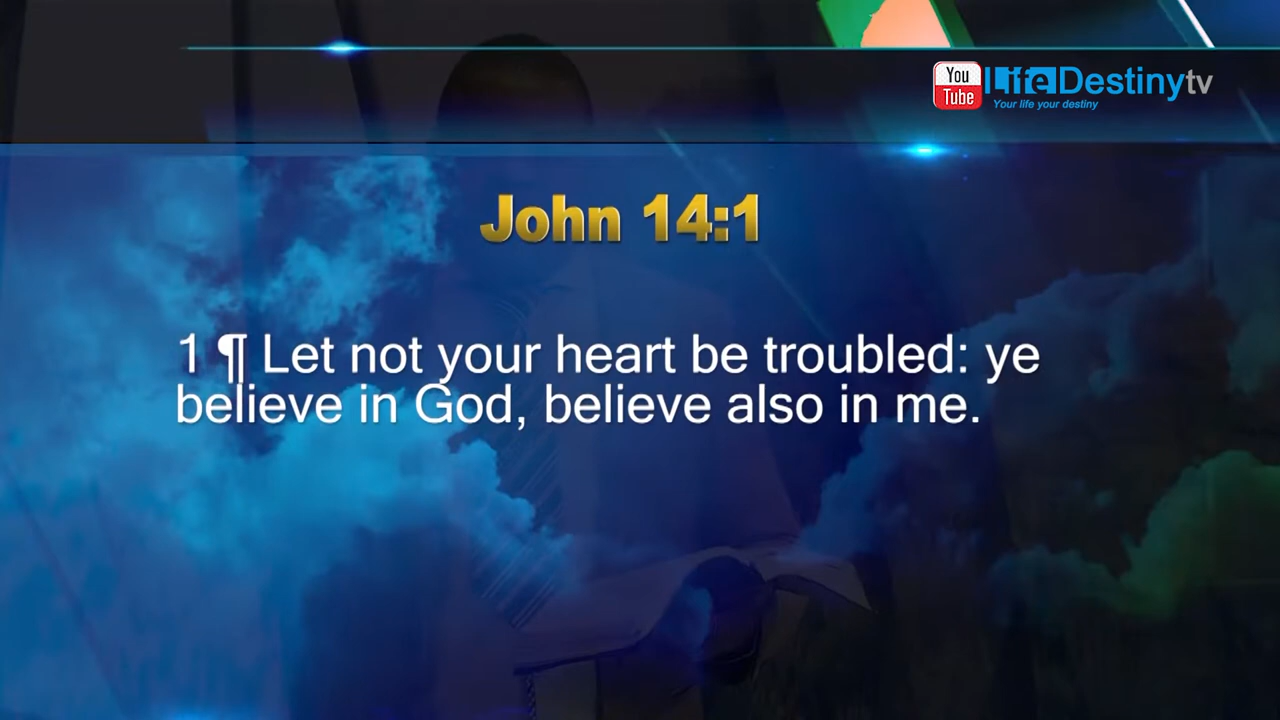 You
Tube
LifeDestinytv
Your life your destiny
John 14:1
1 ¶ Let not your heart be troubled: ye
believe in God, believe also in me.